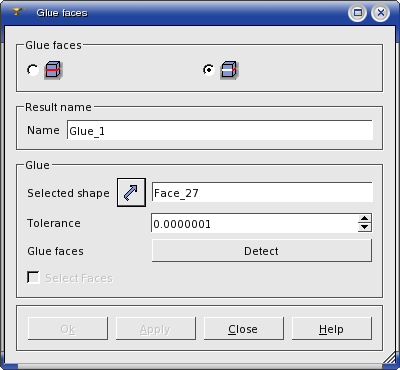 Glue faces
Glue faces
Result name
Name Glue_1
Glue
Selected shape Face_27
Tolerance 0.0000001
Glue faces Detect
Select Faces
Ok Apply Close Help